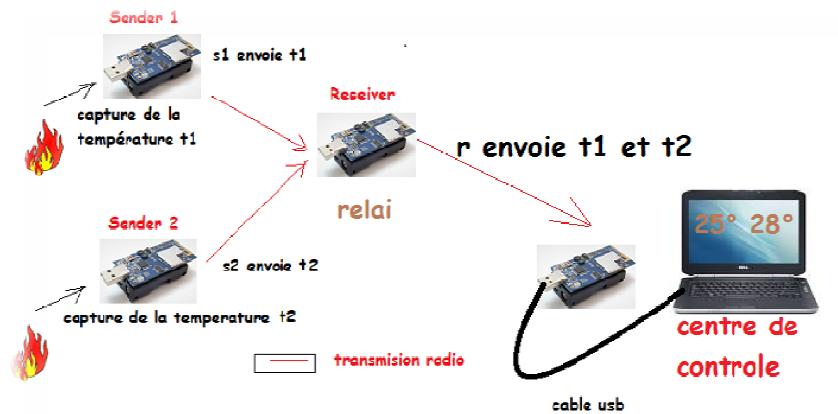 Sender 1
s1 envoie t1
capture de la
température t1
Reseiver
r envoie t1 et t2
relai
25° 28°
Sender 2
s2 envoie t2
capture de la temperature t2
transmision radio
centre de
controle
cable usb